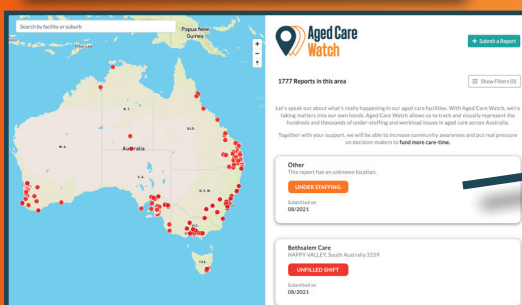 Search by facility or suburb
Papua New
Guinea
Timor-Leste
N.T.
QLD.
W.A.
Australia
S.A.
N.S.W.
A.C.T.
VIC.
TAS.
+
-
Aged Care
Watch
+ Submit a Report
1777 Reports in this area
Show Filters (0)
Let's speak out about what's really happening in our aged care facilities. With Aged Care Watch, we're
taking matters into our own hands. Aged Care Watch allows us to track and visually represent the
hundreds and thousands of under-staffing and workload issues in aged care across Australia.
Together with your support, we will be able to increase community awareness and put real pressure
on decision-makers to fund more care-time.
Other
This report has an unknown location.
UNDER STAFFING
Submitted on
08/2021
Bethsalem Care
HAPPY VALLEY, South Australia 5159
UNFILLED SHIFT
Submitted on
08/2021